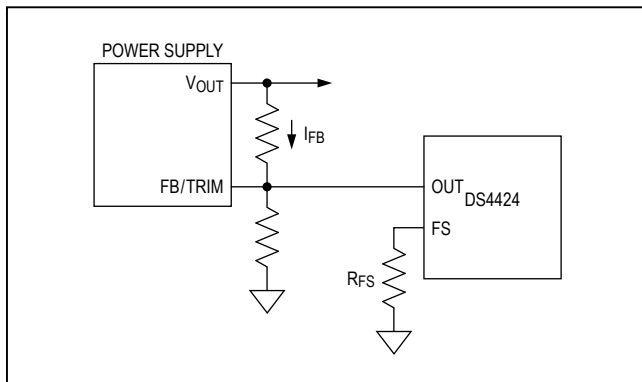 POWER SUPPLY
VOUT
IFB
FB/TRIM
OUT
DS4424
FS
RFS